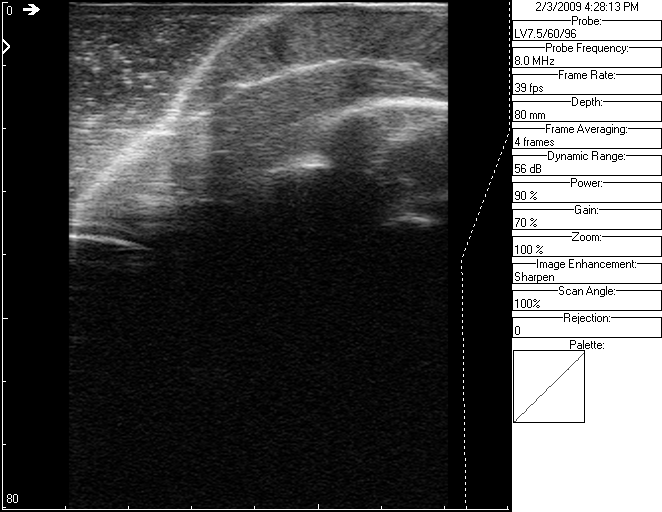 0
80
2/3/2009 4:28:13 PM
Probe:
LV7.5/60/96
Probe Frequency:
8.0 MHz
Frame Rate:
39 fps
Depth:
80 mm
Frame Averaging:
4 frames
Dynamic Range:
56 dB
Power:
90 %
Gain:
70 %
Zoom:
100 %
Image Enhancement:
Sharpen
Scan Angle:
100%
Rejection:
0
Palette: